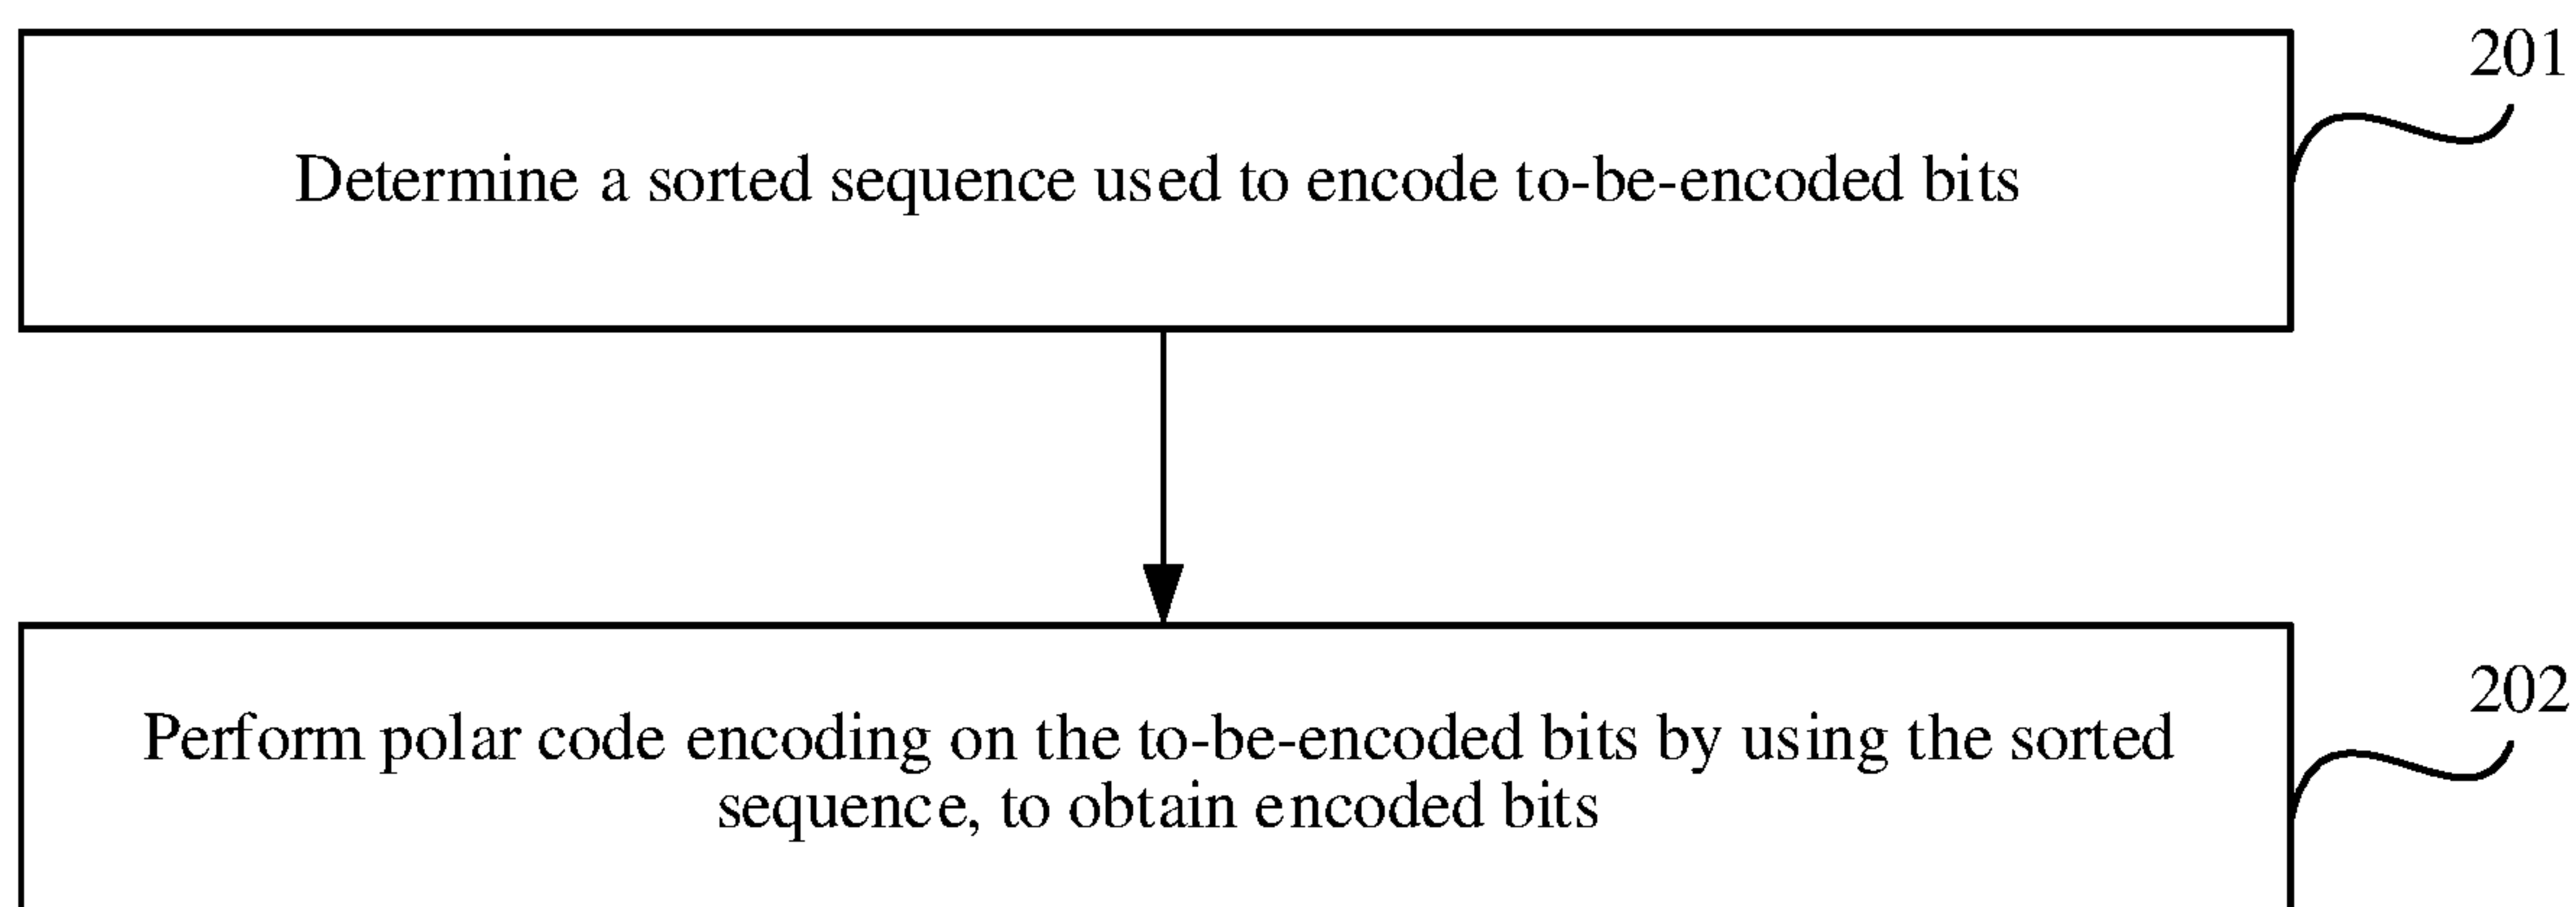 201
Determine a sorted sequence used to encode to-be-encoded bits
202
Perform polar code encoding on the to-be-encoded bits by using the sorted
sequence, to obtain encoded bits